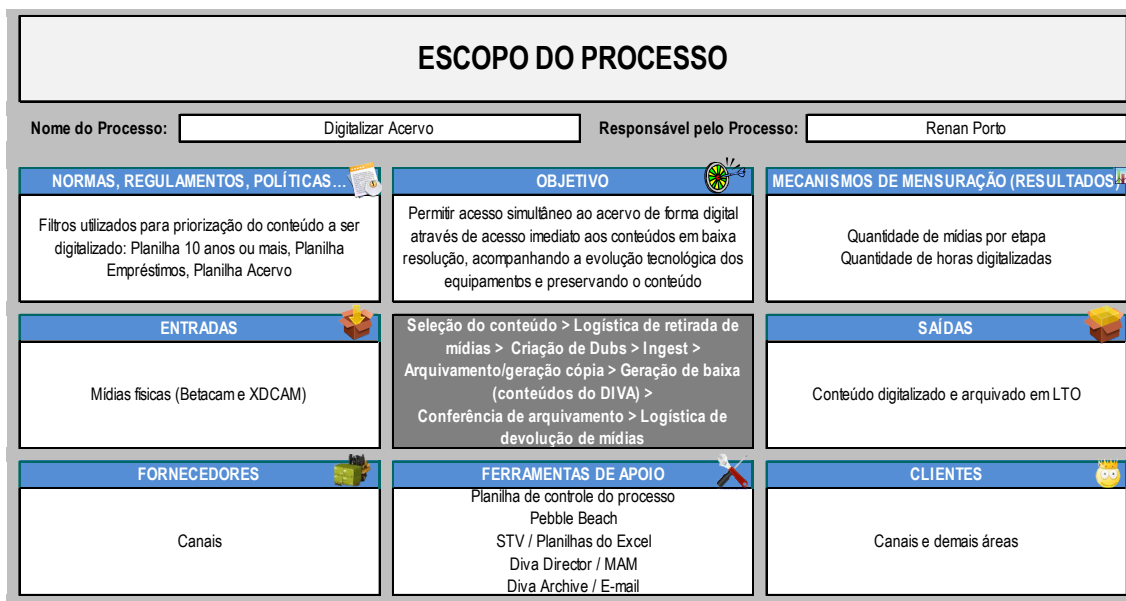 ESCOPO DO PROCESSO
Nome do Processo:
Digitalizar Acervo
Responsável pelo Processo:
Renan Porto
NORMAS, REGULAMENTOS, POLÍTICAS...
Filtros utilizados para priorização do conteúdo a ser
digitalizado: Planilha 10 anos ou mais, Planilha
Empréstimos, Planilha Acervo
OBJETIVO
Permitir acesso simultâneo ao acervo de forma digital
através de acesso imediato aos conteúdos em baixa
resolução, acompanhando a evolução tecnológica dos
equipamentos e preservando o conteúdo
MECANISMOS DE MENSURAÇÃO (RESULTADOS)
Quantidade de mídias por etapa
Quantidade de horas digitalizadas
ENTRADAS
Mídias físicas (Betacam e XDCAM)
Seleção do conteúdo > Logística de retirada de
mídias > Criação de Dubs > Ingest >
Arquivamento/geração cópia > Geração de baixa
(conteúdos do DIVA) >
Conferência de arquivamento > Logística de
devolução de mídias
SAÍDAS
Conteúdo digitalizado e arquivado em LTO
FORNECEDORES
Canais
FERRAMENTAS DE APOIO
Planilha de controle do processo
Pebble Beach
STV / Planilhas do Excel
Diva Director / MAM
Diva Archive / E-mail
CLIENTES
Canais e demais áreas